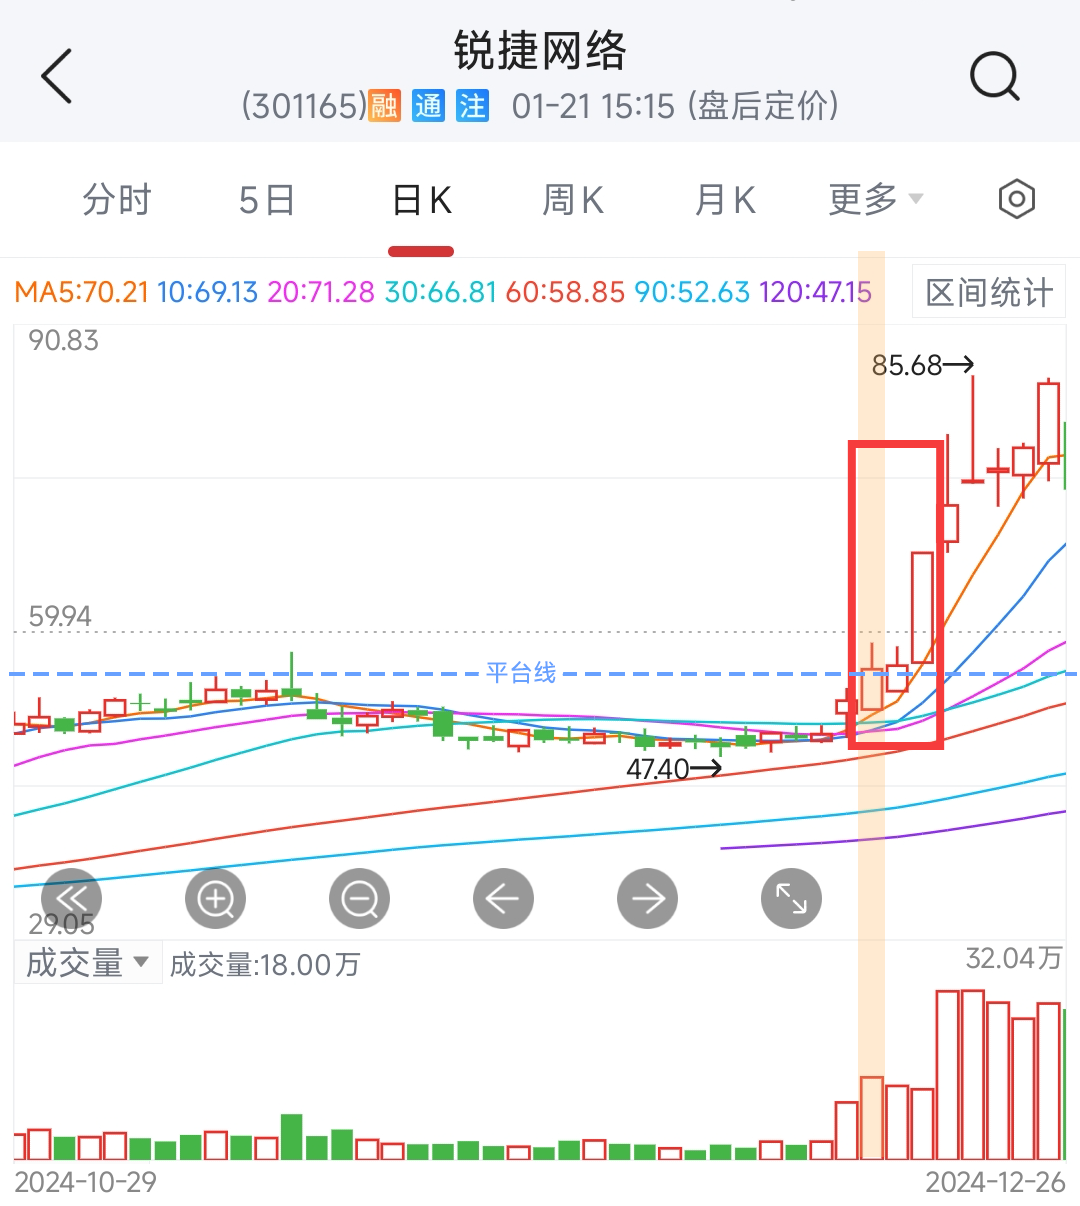 锐捷网络
(301165)融 通 注 01-21 15:15 (盘后定价)
分时 5日 日K 周K 月K 更多
MA5:70.21 10:69.13 20:71.28 30:66.81 60:58.85 90:52.63 120:47.15 区间统计
90.83
85.68→
59.94
平台线
47.40→
29.05
成交量 成交量:18.00万 32.04万
2024-10-29 2024-12-26